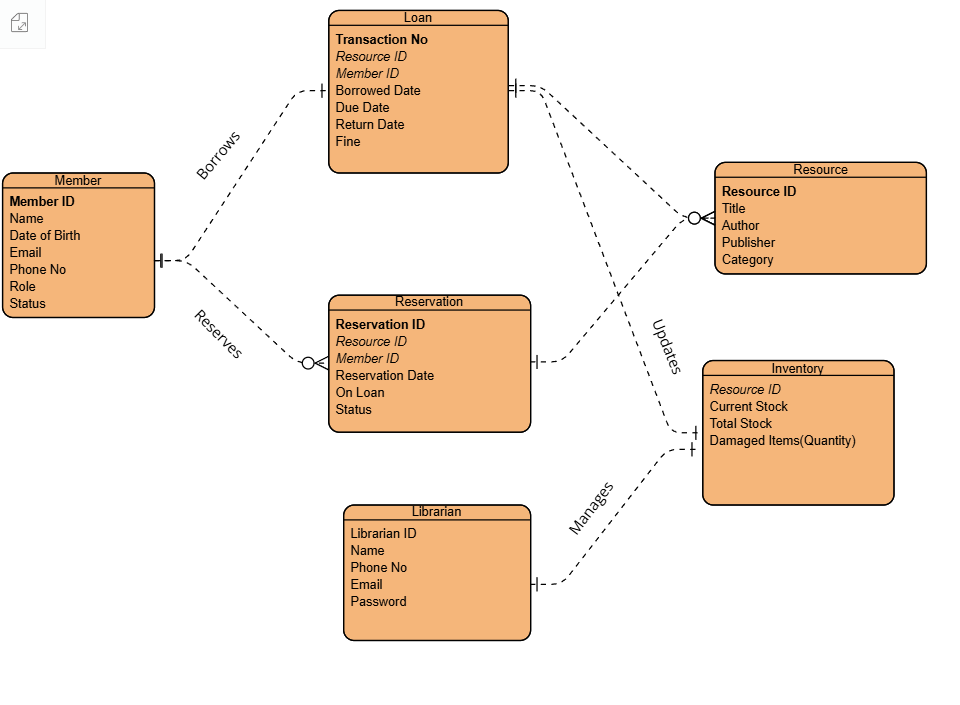 Loan
Transaction No
Resource ID
Member ID
Borrowed Date
Due Date
Return Date
Fine
Borrows
Member
Member ID
Name
Date of Birth
Email
Phone No
Role
Status
Resource
Resource ID
Title
Author
Publisher
Category
Reserves
Reservation
Reservation ID
Resource ID
Member ID
Reservation Date
On Loan
Status
Updates
Inventory
Resource ID
Current Stock
Total Stock
Damaged Items(Quantity)
Manages
Librarian
Librarian ID
Name
Phone No
Email
Password